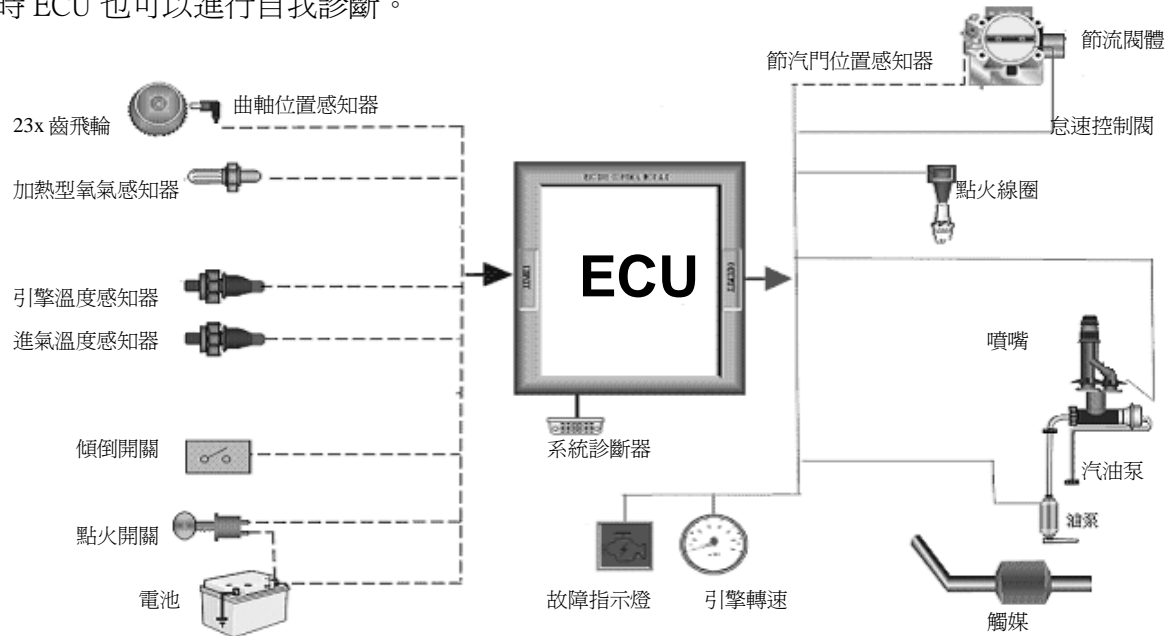 時 ECU 也可以進行自我診斷。
節流閥體
節汽門位置感知器
曲軸位置感知器
23x 齒飛輪
怠速控制閥
加熱型氧氣感知器
點火線圈
ECU
引擎溫度感知器
進氣溫度感知器
噴嘴
傾倒開關
系統診斷器
汽油泵
油泵
點火開關
電池
故障指示燈
引擎轉速
觸媒